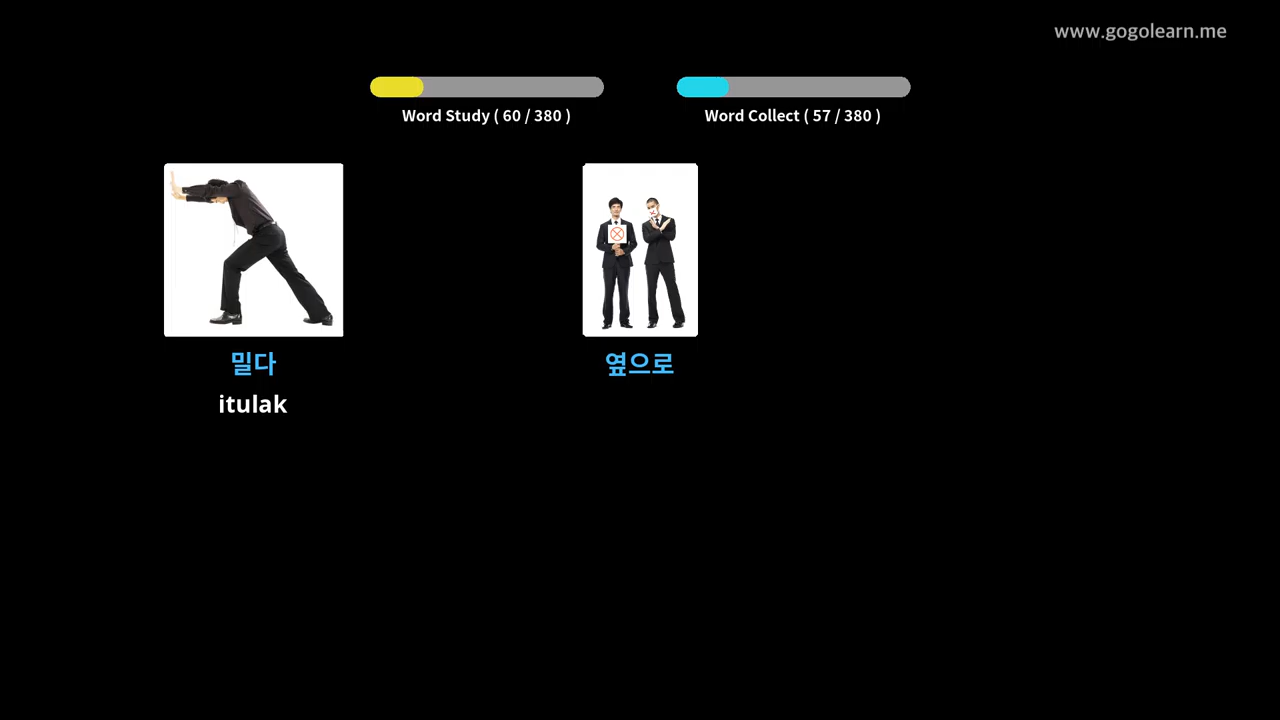 www.gogolearn.me
Word Study ( 60 / 380 )
Word Collect ( 57 / 380 )
밀다
itulak
옆으로